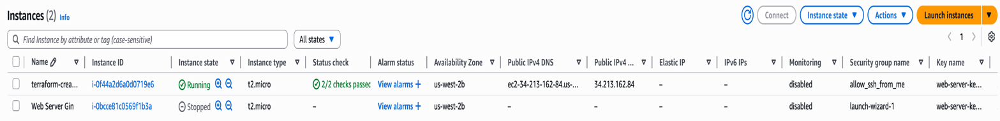 Instances (2) Info Connect Instance state Actions Launch instances
Find Instance by attribute or tag (case-sensitive) All states 1
Name Instance ID Instance state Instance type Status check Alarm status Availability Zone Public IPv4 DNS Public IPv4 ... Elastic IP IPv6 IPs Monitoring Security group name Key name
terraform-crea... i-0f44a2d6a0d0719e6 Running t2.micro 2/2 checks passec View alarms + us-west-2b ec2-34-213-162-84.us-... 34.213.162.84 – – disabled allow_ssh_from_me web-server-ke...
Web Server Gin i-0bcce81c0569f1b3a Stopped t2.micro – View alarms + us-west-2b – – – – disabled launch-wizard-1 web-server-ke...